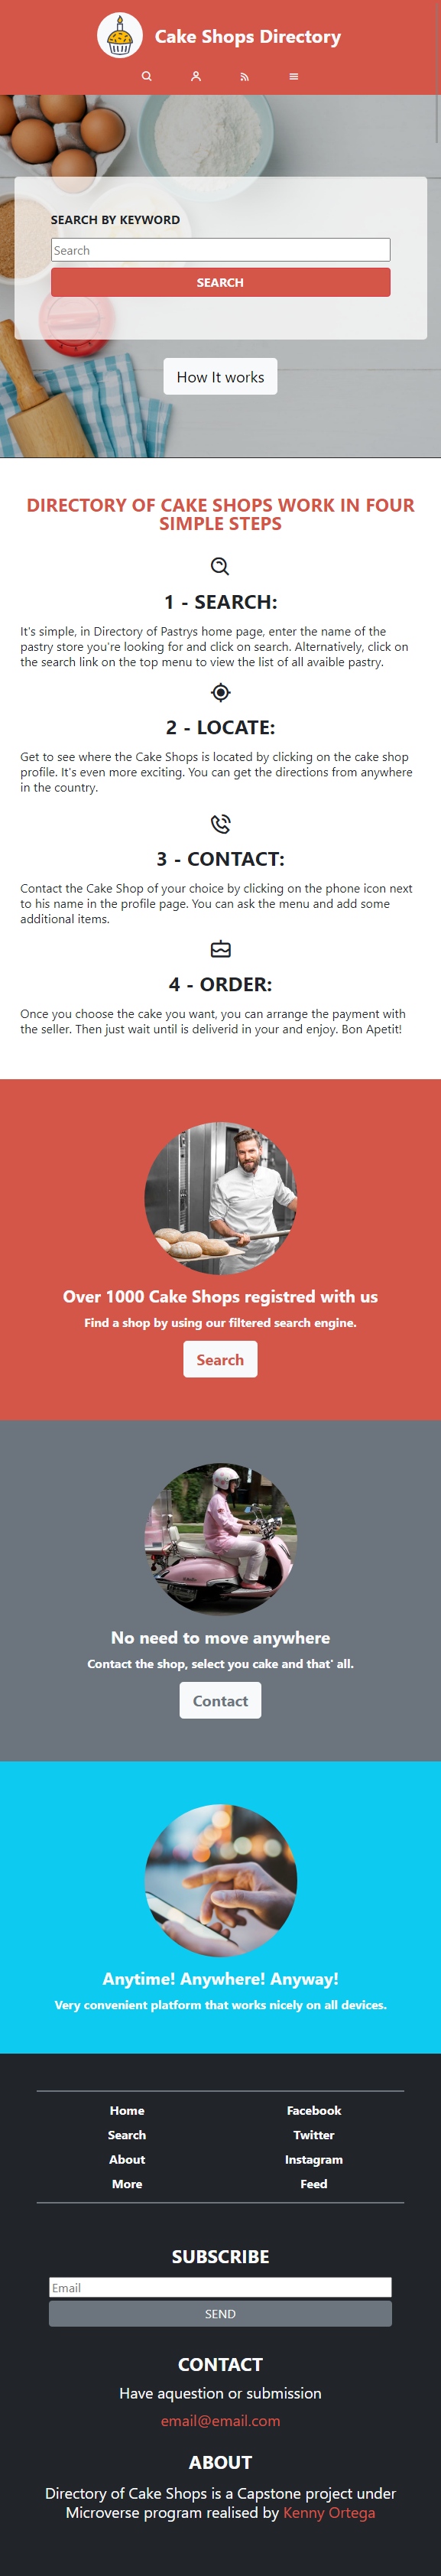 Cake Shops Directory
SEARCH BY KEYWORD
Search
SEARCH
How It works
DIRECTORY OF CAKE SHOPS WORK IN FOUR
SIMPLE STEPS
1 - SEARCH:
It's simple, in Directory of Pastrys home page, enter the name of the
pastry store you're looking for and click on search. Alternatively, click on
the search link on the top menu to view the list of all avaible pastry.
2 - LOCATE:
Get to see where the Cake Shops is located by clicking on the cake shop
profile. It's even more exciting. You can get the directions from anywhere
in the country.
3 - CONTACT:
Contact the Cake Shop of your choice by clicking on the phone icon next
to his name in the profile page. You can ask the menu and add some
additional items.
4 - ORDER:
Once you choose the cake you want, you can arrange the payment with
the seller. Then just wait until is deliverid in your and enjoy. Bon Apetit!
Over 1000 Cake Shops registred with us
Find a shop by using our filtered search engine.
Search
No need to move anywhere
Contact the shop, select you cake and that' all.
Contact
Anytime! Anywhere! Anyway!
Very convenient platform that works nicely on all devices.
Home Facebook
Search Twitter
About Instagram
More Feed
SUBSCRIBE
Email
SEND
CONTACT
Have aquestion or submission
email@email.com
ABOUT
Directory of Cake Shops is a Capstone project under
Microverse program realised by Kenny Ortega